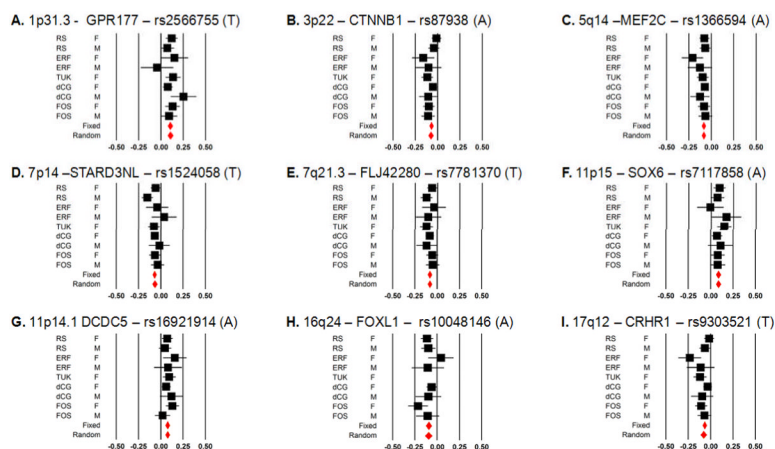 A. 1p31.3 - GPR177 – rs2566755 (T)
RS F
RS M
ERF F
ERF M
TUK F
dCG F
dCG M
FOS F
FOS M
Fixed
Random
-0.50 -0.25 0.00 0.25 0.50
B. 3p22 – CTNNB1 – rs87938 (A)
RS F
RS M
ERF F
ERF M
TUK F
dCG F
dCG M
FOS F
FOS M
Fixed
Random
-0.50 -0.25 0.00 0.25 0.50
C. 5q14 –MEF2C – rs1366594 (A)
RS F
RS M
ERF F
ERF M
TUK F
dCG F
dCG M
FOS F
FOS M
Fixed
Random
-0.50 -0.25 0.00 0.25 0.50
D. 7p14 –STARD3NL – rs1524058 (T)
RS F
RS M
ERF F
ERF M
TUK F
dCG F
dCG M
FOS F
FOS M
Fixed
Random
-0.50 -0.25 0.00 0.25 0.50
E. 7q21.3 – FLJ42280 – rs7781370 (T)
RS F
RS M
ERF F
ERF M
TUK F
dCG F
dCG M
FOS F
FOS M
Fixed
Random
-0.50 -0.25 0.00 0.25 0.50
F. 11p15 – SOX6 – rs7117858 (A)
RS F
RS M
ERF F
ERF M
TUK F
dCG F
dCG M
FOS F
FOS M
Fixed
Random
-0.50 -0.25 0.00 0.25 0.50
G. 11p14.1 DCDC5 – rs16921914 (A)
RS F
RS M
ERF F
ERF M
TUK F
dCG F
dCG M
FOS F
FOS M
Fixed
Random
-0.50 -0.25 0.00 0.25 0.50
H. 16q24 – FOXL1 – rs10048146 (A)
RS F
RS M
ERF F
ERF M
TUK F
dCG F
dCG M
FOS F
FOS M
Fixed
Random
-0.50 -0.25 0.00 0.25 0.50
I. 17q12 – CRHR1 – rs9303521 (T)
RS F
RS M
ERF F
ERF M
TUK F
dCG F
dCG M
FOS F
FOS M
Fixed
Random
-0.50 -0.25 0.00 0.25 0.50